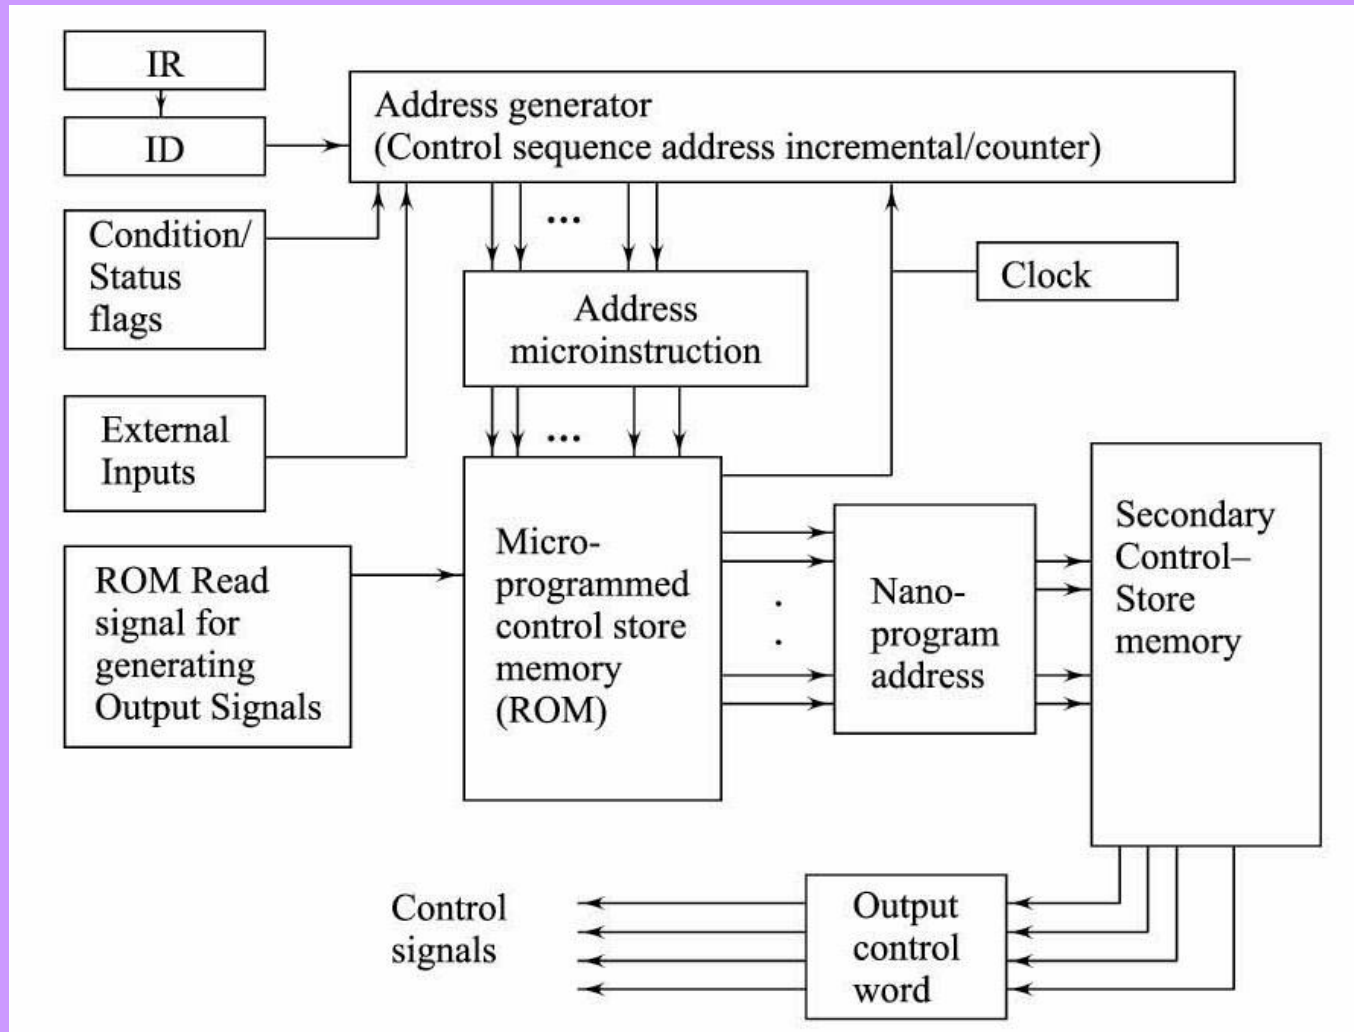 IR
ID
Address generator
(Control sequence address incremental/counter)
Condition/
Status
flags
...
Clock
Address
microinstruction
External
Inputs
...
ROM Read
signal for
generating
Output Signals
Micro-
programmed
control store
memory
(ROM)
Nano-
program
address
Secondary
Control–
Store
memory
Control
signals
Output
control
word